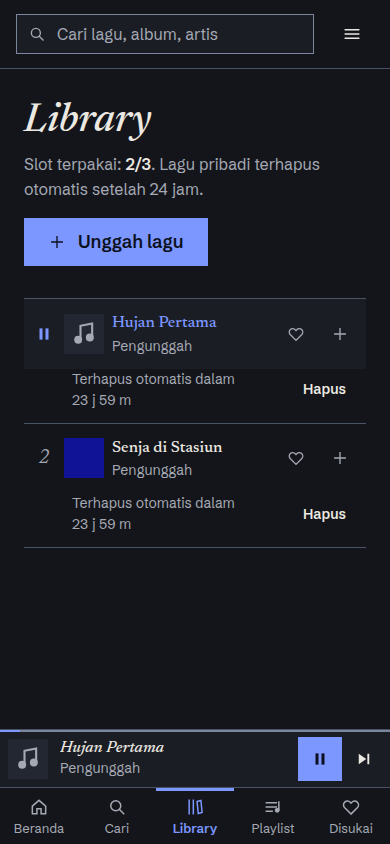 Cari lagu, album, artis
Library
Slot terpakai: 2/3. Lagu pribadi terhapus
otomatis setelah 24 jam.
Unggah lagu
Hujan Pertama
Pengunggah
Terhapus otomatis dalam
23 j 59 m
Hapus
2
Senja di Stasiun
Pengunggah
Terhapus otomatis dalam
23 j 59 m
Hapus
Hujan Pertama
Pengunggah
Beranda
Cari
Library
Playlist
Disukai